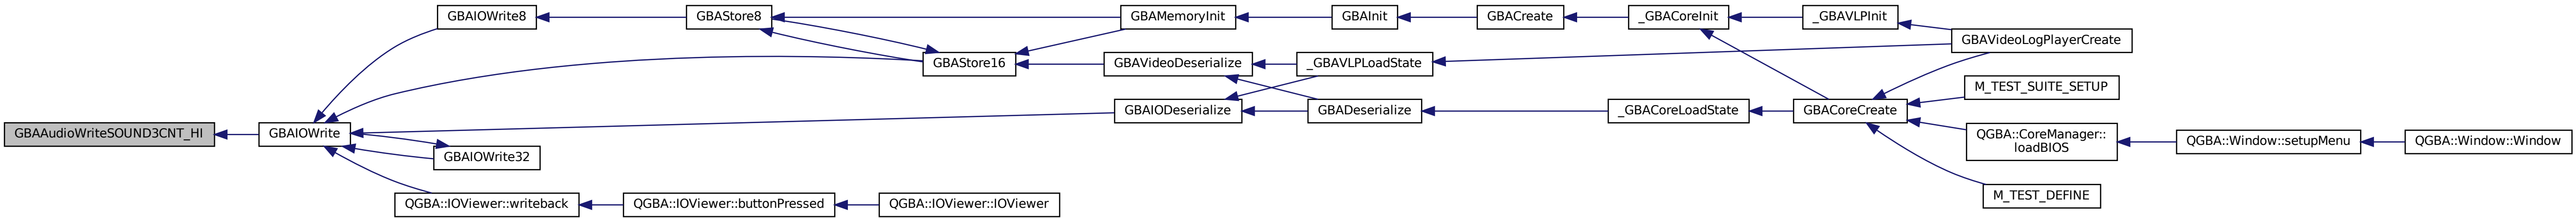 GBAAudioWriteSOUND3CNT_HI
GBAIOWrite
GBAIOWrite8
GBAStore8
GBAStore16
GBAIOWrite32
QGBA::IOViewer::writeback
QGBA::IOViewer::buttonPressed
QGBA::IOViewer::IOViewer
GBAMemoryInit
GBAInit
GBACreate
_GBACoreInit
_GBAVLPInit
GBAVideoLogPlayerCreate
GBAVideoDeserialize
_GBAVLPLoadState
GBAIODeserialize
GBADeserialize
_GBACoreLoadState
GBACoreCreate
M_TEST_SUITE_SETUP
QGBA::CoreManager::
loadBIOS
QGBA::Window::setupMenu
QGBA::Window::Window
M_TEST_DEFINE